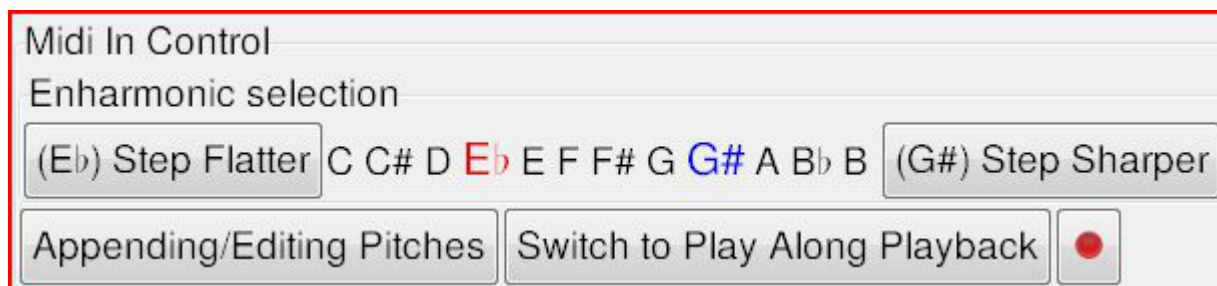 Midi In Control
Enharmonic selection
(E♭) Step Flatter C C# D E♭ E F F# G G# A B♭ B (G#) Step Sharper
Appending/Editing Pitches Switch to Play Along Playback